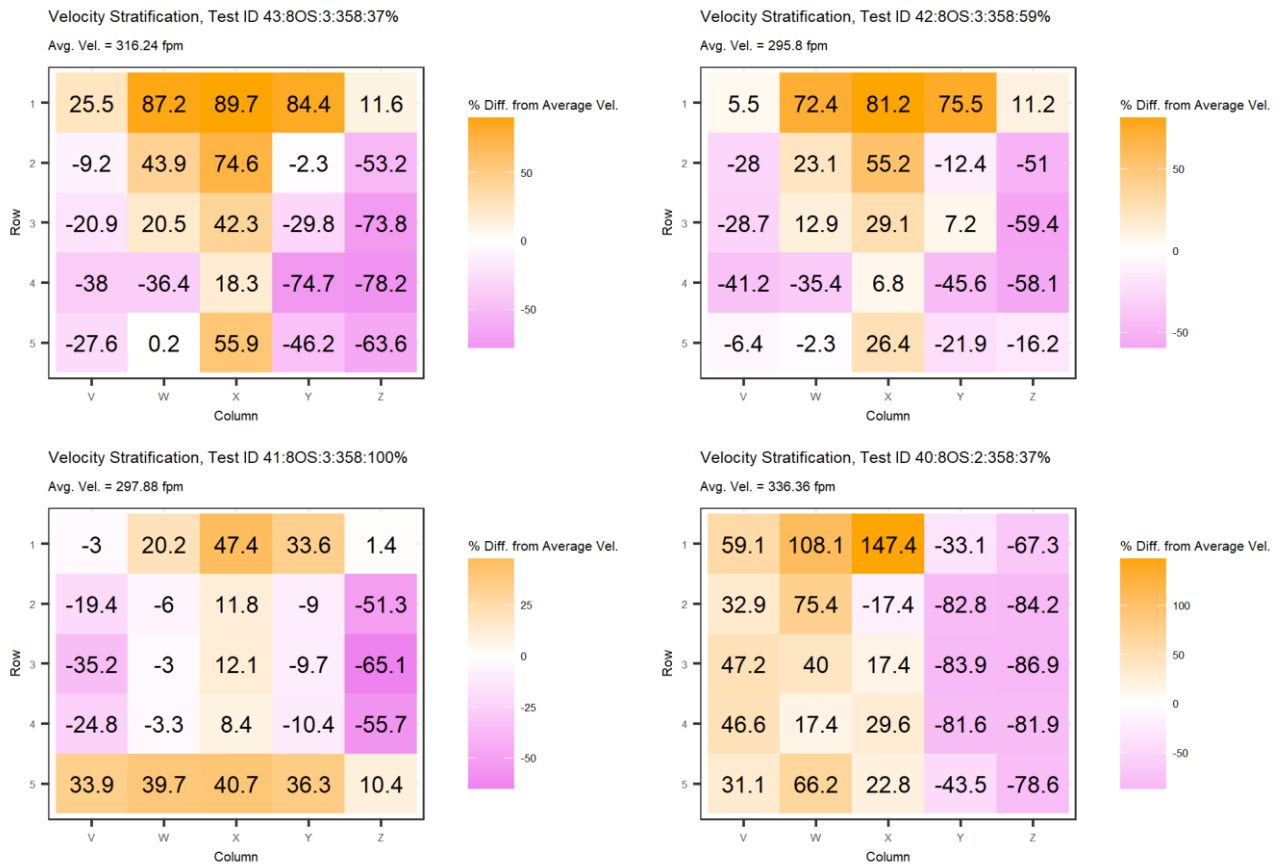 Velocity Stratification, Test ID 43:8OS:3:358:37%
Avg. Vel. = 316.24 fpm
% Diff. from Average Vel.
50
0
-50
Row
1 25.5 87.2 89.7 84.4 11.6
2 -9.2 43.9 74.6 -2.3 -53.2
3 -20.9 20.5 42.3 -29.8 -73.8
4 -38 -36.4 18.3 -74.7 -78.2
5 -27.6 0.2 55.9 -46.2 -63.6
V W X Y Z
Column
Velocity Stratification, Test ID 42:8OS:3:358:59%
Avg. Vel. = 295.8 fpm
% Diff. from Average Vel.
50
0
-50
Row
1 5.5 72.4 81.2 75.5 11.2
2 -28 23.1 55.2 -12.4 -51
3 -28.7 12.9 29.1 7.2 -59.4
4 -41.2 -35.4 6.8 -45.6 -58.1
5 -6.4 -2.3 26.4 -21.9 -16.2
V W X Y Z
Column
Velocity Stratification, Test ID 41:8OS:3:358:100%
Avg. Vel. = 297.88 fpm
% Diff. from Average Vel.
25
0
-25
-50
Row
1 -3 20.2 47.4 33.6 1.4
2 -19.4 -6 11.8 -9 -51.3
3 -35.2 -3 12.1 -9.7 -65.1
4 -24.8 -3.3 8.4 -10.4 -55.7
5 33.9 39.7 40.7 36.3 10.4
V W X Y Z
Column
Velocity Stratification, Test ID 40:8OS:2:358:37%
Avg. Vel. = 336.36 fpm
% Diff. from Average Vel.
100
50
0
-50
Row
1 59.1 108.1 147.4 -33.1 -67.3
2 32.9 75.4 -17.4 -82.8 -84.2
3 47.2 40 17.4 -83.9 -86.9
4 46.6 17.4 29.6 -81.6 -81.9
5 31.1 66.2 22.8 -43.5 -78.6
V W X Y Z
Column